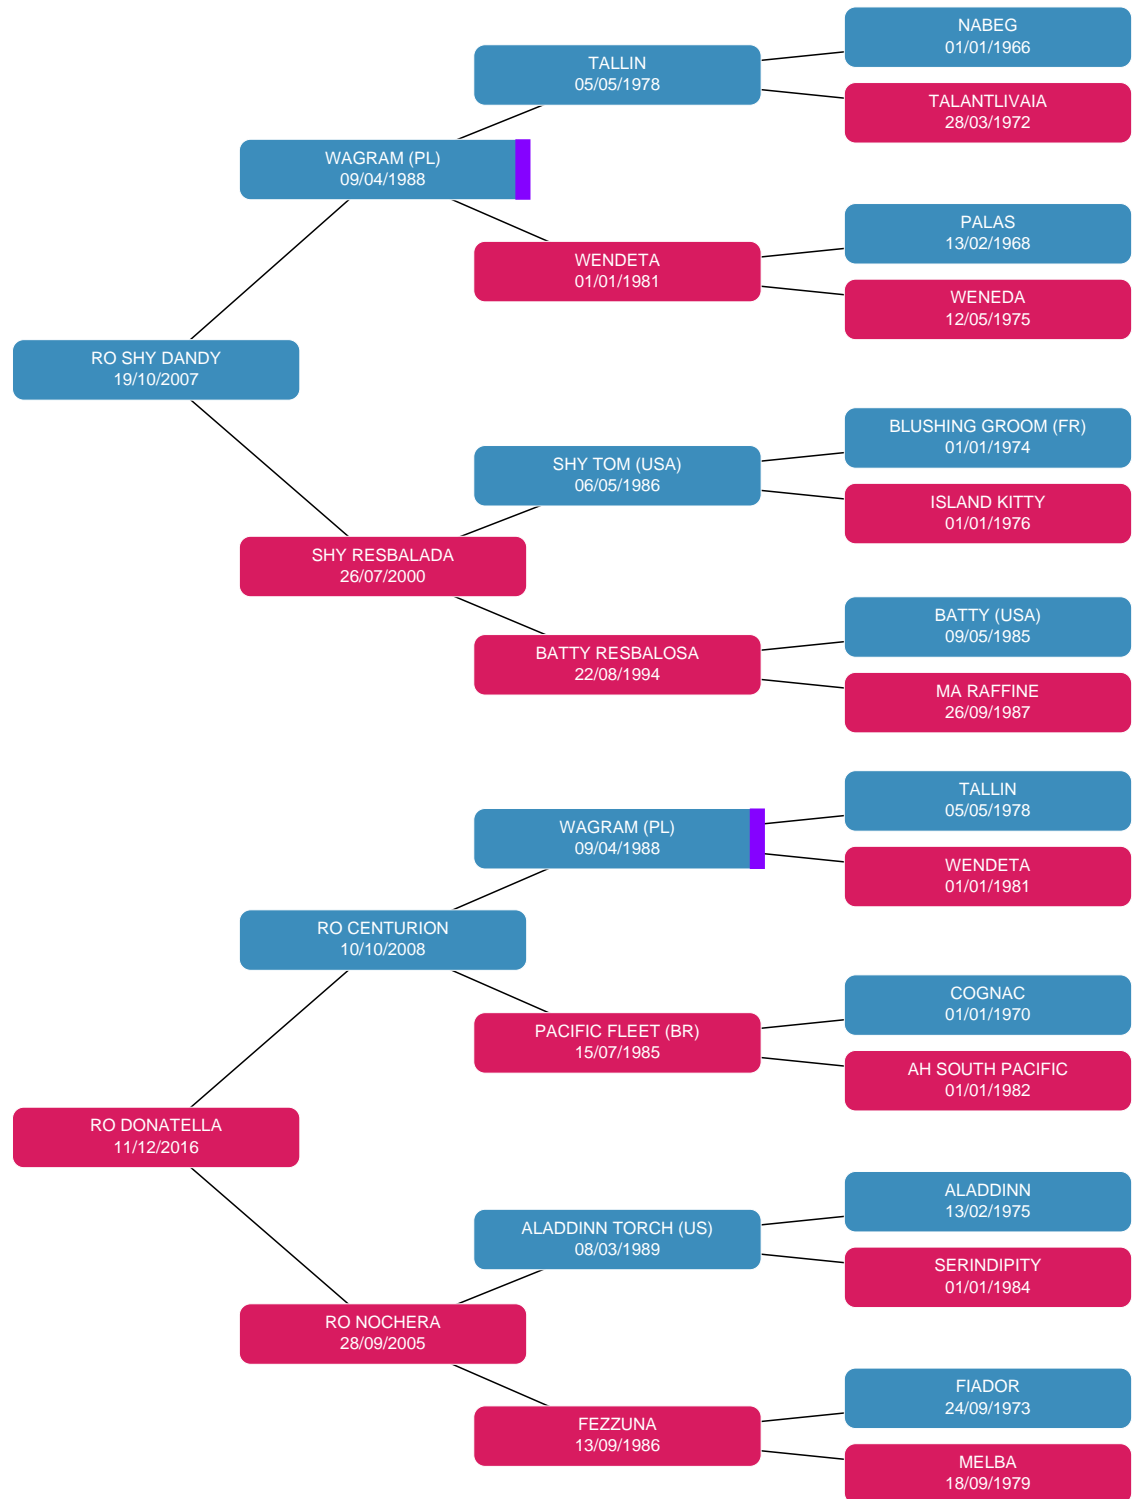 NABEG
01/01/1966
TALLIN
05/05/1978
TALANTLIVAIA
28/03/1972
WAGRAM (PL)
09/04/1988
PALAS
13/02/1968
WENDETA
01/01/1981
WENEDA
12/05/1975
RO SHY DANDY
19/10/2007
BLUSHING GROOM (FR)
01/01/1974
SHY TOM (USA)
06/05/1986
ISLAND KITTY
01/01/1976
SHY RESBALADA
26/07/2000
BATTY (USA)
09/05/1985
BATTY RESBALOSA
22/08/1994
MA RAFFINE
26/09/1987
TALLIN
05/05/1978
WAGRAM (PL)
09/04/1988
WENDETA
01/01/1981
RO CENTURION
10/10/2008
COGNAC
01/01/1970
PACIFIC FLEET (BR)
15/07/1985
AH SOUTH PACIFIC
01/01/1982
RO DONATELLA
11/12/2016
ALADDINN
13/02/1975
ALADDINN TORCH (US)
08/03/1989
SERINDIPITY
01/01/1984
RO NOCHERA
28/09/2005
FIADOR
24/09/1973
FEZZUNA
13/09/1986
MELBA
18/09/1979